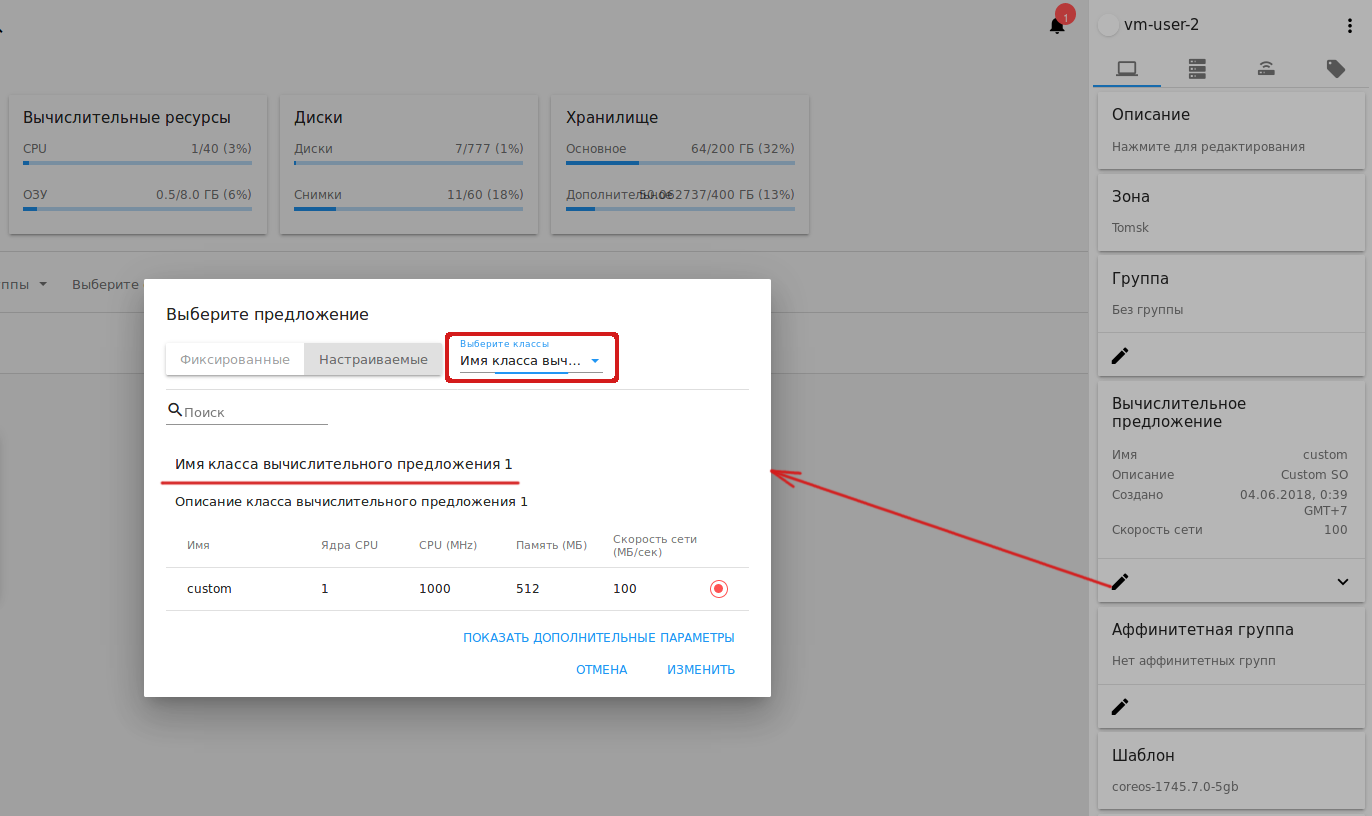 1
vm-user-2
Вычислительные ресурсы
CPU 1/40 (3%)
ОЗУ 0.5/8.0 ГБ (6%)
Диски
Диски 7/777 (1%)
Снимки 11/60 (18%)
Хранилище
Основное 64/200 ГБ (32%)
Дополнительное 50.062737/400 ГБ (13%)
ппы Выберите
Выберите предложение
Фиксированные Настраиваемые
Выберите классы
Имя класса выч...
Поиск
Имя класса вычислительного предложения 1
Описание класса вычислительного предложения 1
Имя Ядра CPU CPU (MHz) Память (МБ) Скорость сети
(МБ/сек)
custom 1 1000 512 100
ПОКАЗАТЬ ДОПОЛНИТЕЛЬНЫЕ ПАРАМЕТРЫ
ОТМЕНА ИЗМЕНИТЬ
Описание
Нажмите для редактирования
Зона
Tomsk
Группа
Без группы
Вычислительное
предложение
Имя custom
Описание Custom SO
Создано 04.06.2018, 0:39
GMT+7
Скорость сети 100
Аффинитетная группа
Нет аффинитетных групп
Шаблон
coreos-1745.7.0-5gb